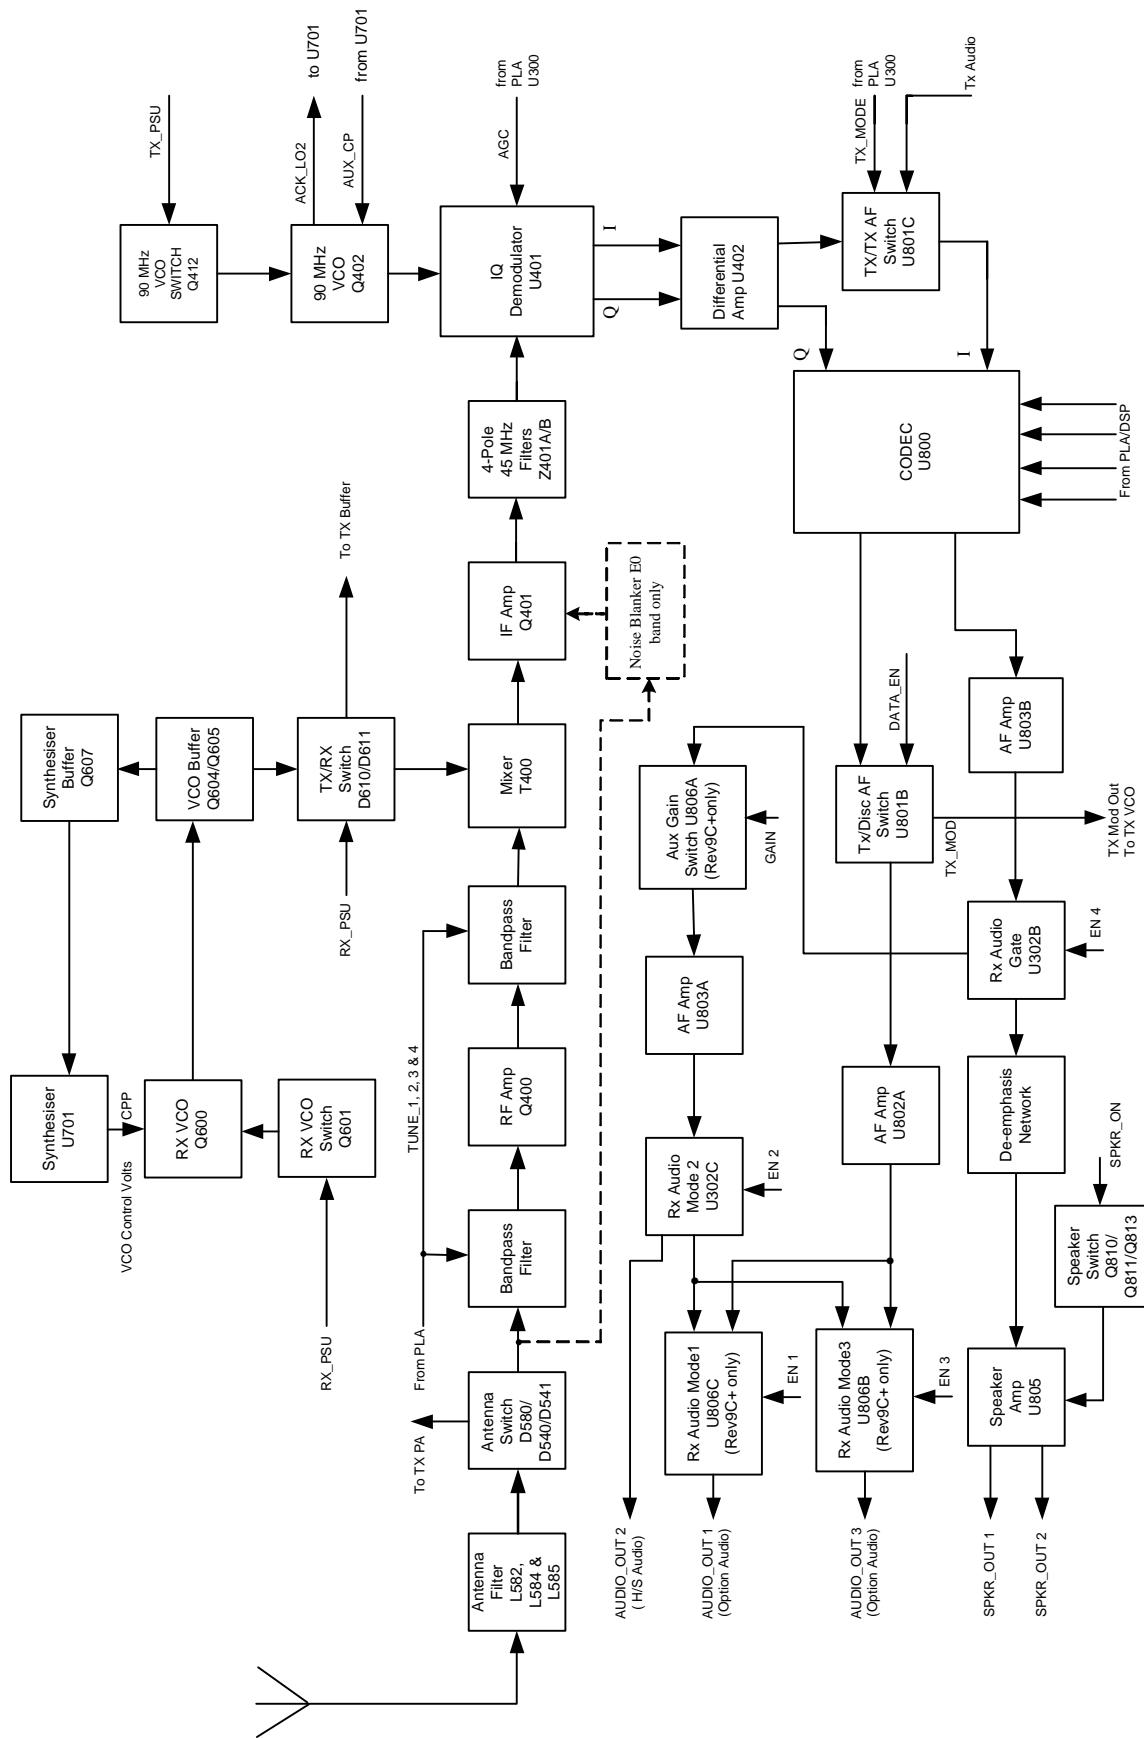 Synthesiser
U701
Synthesiser
Buffer
Q607
VCO Control Volts
CPP
RX VCO
Q600
VCO Buffer
Q604/Q605
RX_PSU
RX VCO
Switch
Q601
RX_PSU
TX/RX
Switch
D610/D611
To TX Buffer
90 MHz
VCO
SWITCH
Q412
TX_PSU
90 MHz
VCO
Q402
ACK_LO2
to U701
AUX_CP
from U701
From PLA
TUNE_1, 2, 3 & 4
To TX PA
Antenna
Filter
L582,
L584 &
L585
Antenna
Switch
D580/
D540/D541
Bandpass
Filter
RF Amp
Q400
Bandpass
Filter
Mixer
T400
IF Amp
Q401
4-Pole
45 MHz
Filters
Z401A/B
IQ
Demodulator
U401
AGC
from
PLA
U300
Noise Blanker E0
band only
Q
I
Differential
Amp U402
AUDIO_OUT 2
( H/S Audio)
Rx Audio
Mode 2
U302C
EN 2
AF Amp
U803A
Aux Gain
Switch U806A
(Rev9C+only)
GAIN
AUDIO_OUT 1
(Option Audio)
Rx Audio Mode1
U806C
(Rev9C+ only)
EN 1
AUDIO_OUT 3
(Option Audio)
Rx Audio Mode3
U806B
(Rev9C+ only)
EN 3
AF Amp
U802A
Tx/Disc AF
Switch
U801B
DATA_EN
TX_MOD
TX Mod Out
To TX VCO
CODEC
U800
Q
I
From PLA/DSP
TX/TX AF
Switch
U801C
TX_MODE
from
PLA
U300
Tx Audio
SPKR_OUT 1
SPKR_OUT 2
Speaker
Amp
U805
De-emphasis
Network
Rx Audio
Gate
U302B
EN 4
AF Amp
U803B
Speaker
Switch
Q810/
Q811/Q813
SPKR_ON